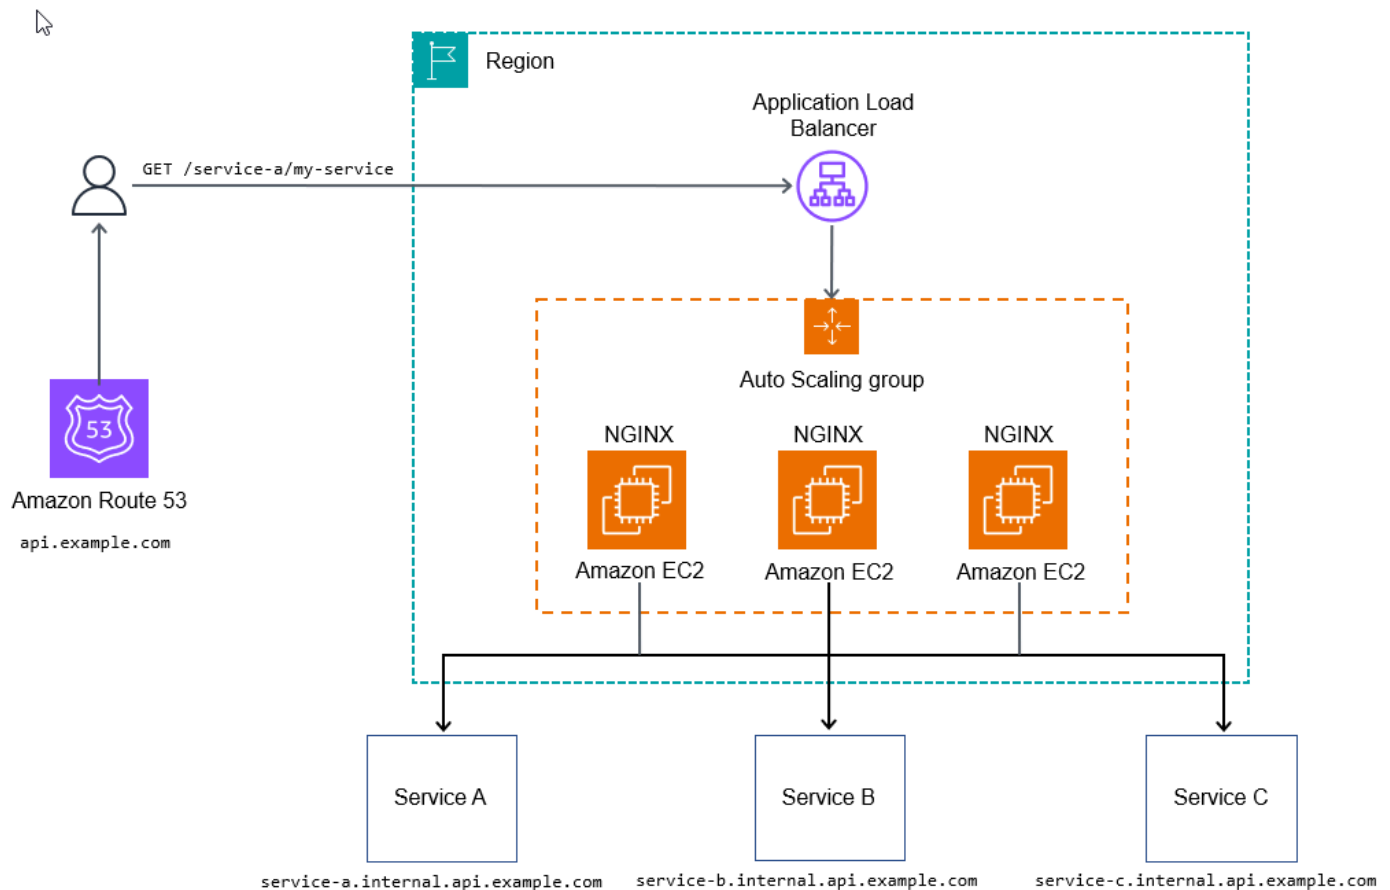 Region
Application Load
Balancer
GET /service-a/my-service
Auto Scaling group
NGINX
NGINX
NGINX
53
Amazon Route 53
api.example.com
Amazon EC2
Amazon EC2
Amazon EC2
Service A
Service B
Service C
service-a.internal.api.example.com
service-b.internal.api.example.com
service-c.internal.api.example.com